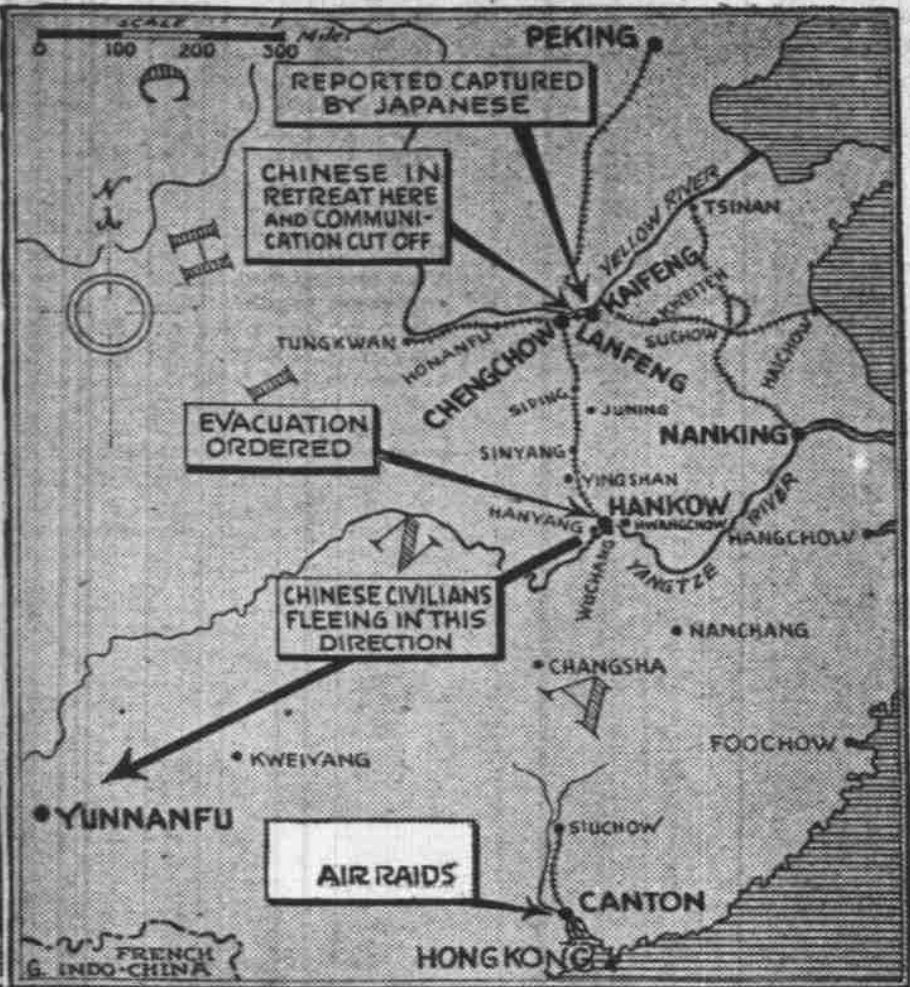 SCALE
0 100 200 300 Miles
PEKING
REPORTED CAPTURED
BY JAPANESE
CHINESE IN
RETREAT HERE
AND COMMUNI-
CATION CUT OFF
N
YELLOW RIVER
TSINAN
KAIFENG
KWEITEH
LANFENG
SUCHOW
HAICHOW
TUNGKWAN
HONANFU
CHENGCHOW
SIPING
JUNING
EVACUATION
ORDERED
NANKING
SINYANG
YINGSHAN
HANKOW
HANYANG
HWANGCHOW
RIVER
HANGCHOW
WUCHANG
YANGTZE
CHINESE CIVILIANS
FLEEING IN THIS
DIRECTION
NANCHANG
CHANGSHA
FOOCHOW
KWEIYANG
YUNNANFU
SIUCHOW
AIR RAIDS
CANTON
HONGKONG
FRENCH
G. INDO-CHINA
C
H
I
N
A